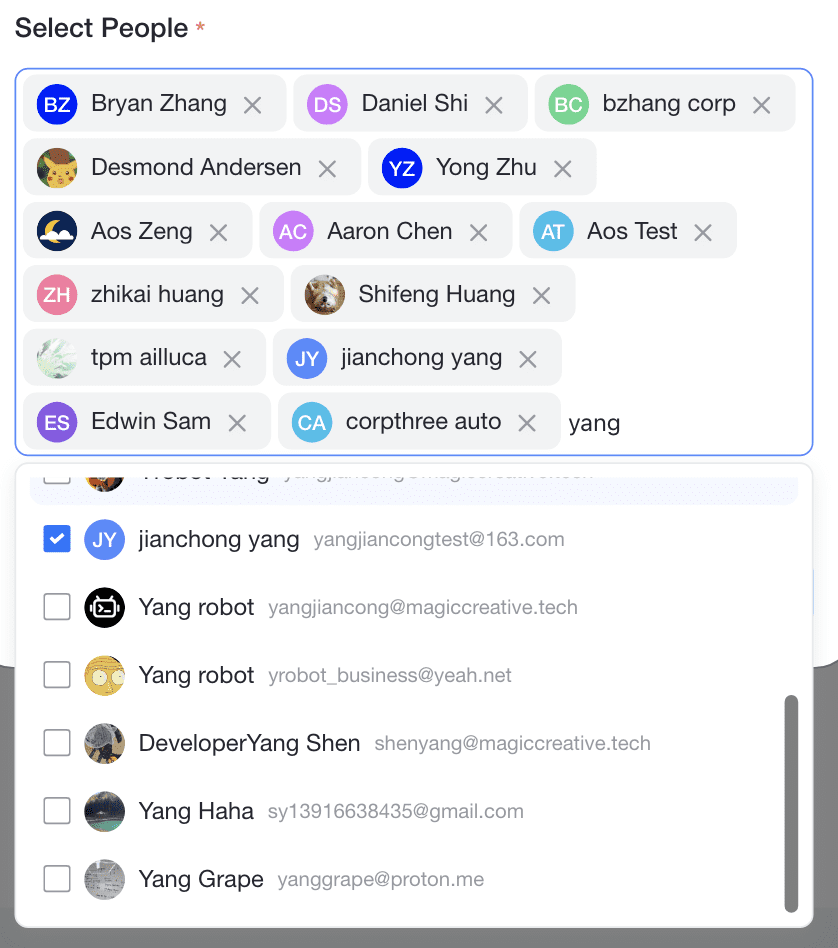 Select People *
BZ Bryan Zhang DS Daniel Shi BC bzhang corp
Desmond Andersen YZ Yong Zhu
Aos Zeng AC Aaron Chen AT Aos Test
ZH zhikai huang Shifeng Huang
tpm ailluca JY jianchong yang
ES Edwin Sam CA corpthree auto yang
JY jianchong yang yangjiancongtest@163.com
Yang robot yangjiancong@magiccreative.tech
Yang robot yrobot_business@yeah.net
DeveloperYang Shen shenyang@magiccreative.tech
Yang Haha sy13916638435@gmail.com
Yang Grape yanggrape@proton.me